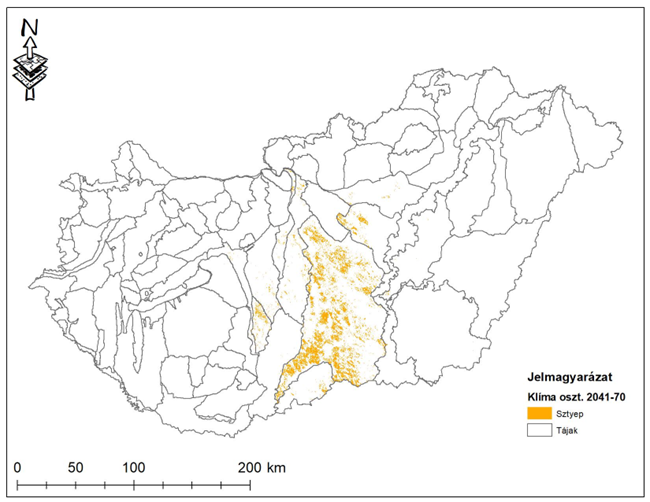 N
Jelmagyarázat
Klíma oszt. 2041-70
Sztyep
Tájak
0 50 100 200 km